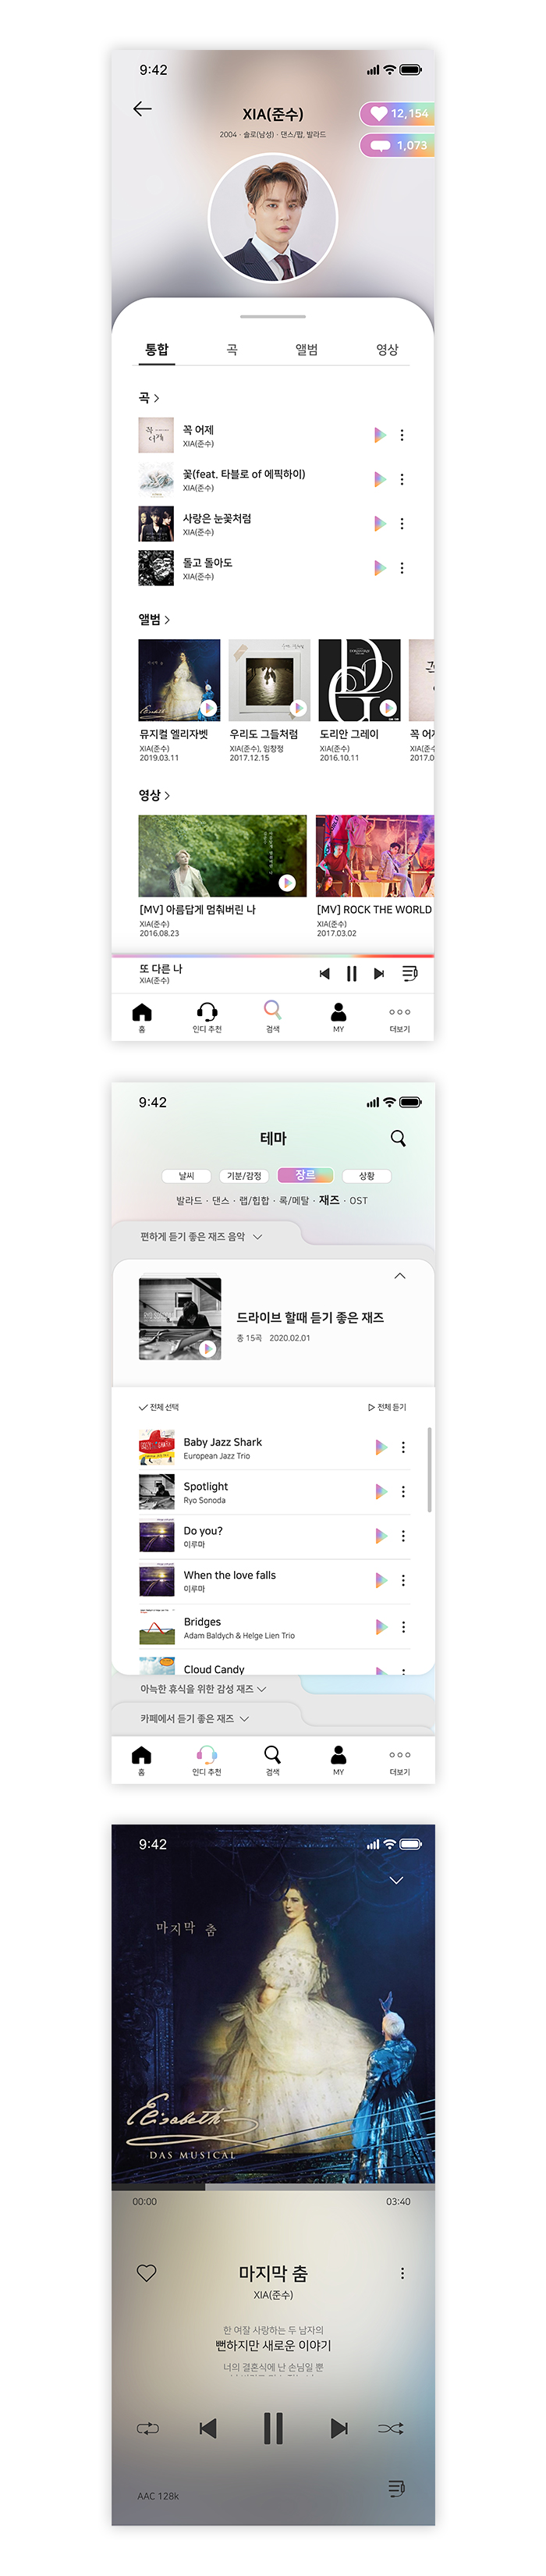 9:42
XIA(준수)
2004 · 솔로(남성) · 댄스/팝, 발라드
12,154
1,073
통합 곡 앨범 영상
곡 >
꼭 어제
XIA(준수)
꽃(feat. 타블로 of 에픽하이)
XIA(준수)
사랑은 눈꽃처럼
XIA(준수)
돌고 돌아도
XIA(준수)
앨범 >
뮤지컬 엘리자벳
XIA(준수)
2019.03.11
우리도 그들처럼
XIA(준수), 임창정
2017.12.15
도리안 그레이
XIA(준수)
2016.10.11
꼭 어제
XIA(준수)
2017.0
영상 >
[MV] 아름답게 멈춰버린 나
XIA(준수)
2016.08.23
[MV] ROCK THE WORLD
XIA(준수)
2017.03.02
또 다른 나
XIA(준수)
홈 인디 추천 검색 MY 더보기
9:42
테마
날씨 기분/감정 장르 상황
발라드 · 댄스 · 랩/힙합 · 록/메탈 · 재즈 · OST
편하게 듣기 좋은 재즈 음악
드라이브 할때 듣기 좋은 재즈
총 15곡 2020.02.01
전체 선택 전체 듣기
Baby Jazz Shark
European Jazz Trio
Spotlight
Ryo Sonoda
Do you?
이루마
When the love falls
이루마
Bridges
Adam Baldych & Helge Lien Trio
Cloud Candy
아늑한 휴식을 위한 감성 재즈
카페에서 듣기 좋은 재즈
홈 인디 추천 검색 MY 더보기
9:42
마지막 춤
Elisabeth
DAS MUSICAL
00:00 03:40
마지막 춤
XIA(준수)
한 여잘 사랑하는 두 남자의
뻔하지만 새로운 이야기
너의 결혼식에 난 손님일 뿐
AAC 128k